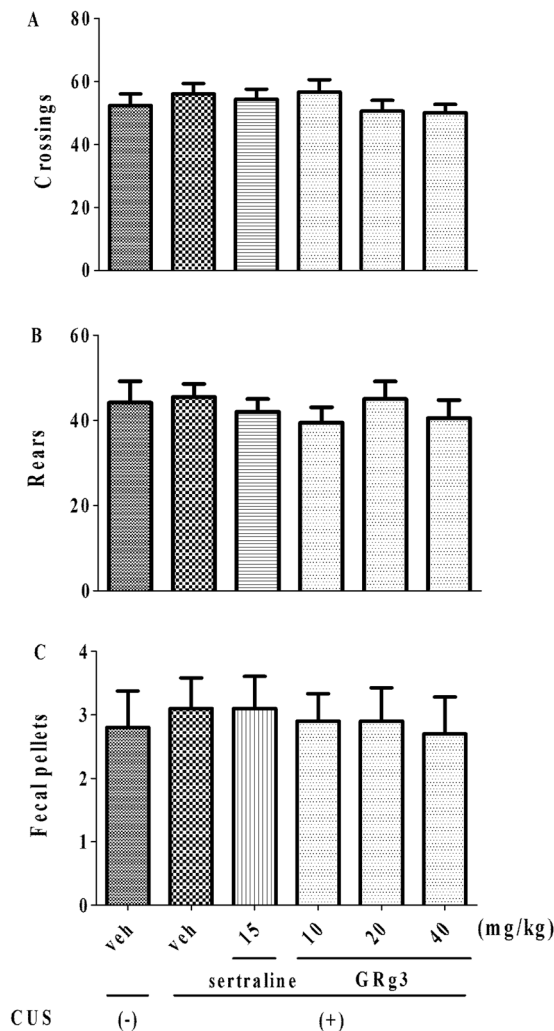 A
80
60
40
20
0
Crossings
B
60
40
20
0
Rears
C
4
3
2
1
0
Fecal pellets
veh veh 15 10 20 40 (mg/kg)
sertraline GRg3
CUS (-) (+)